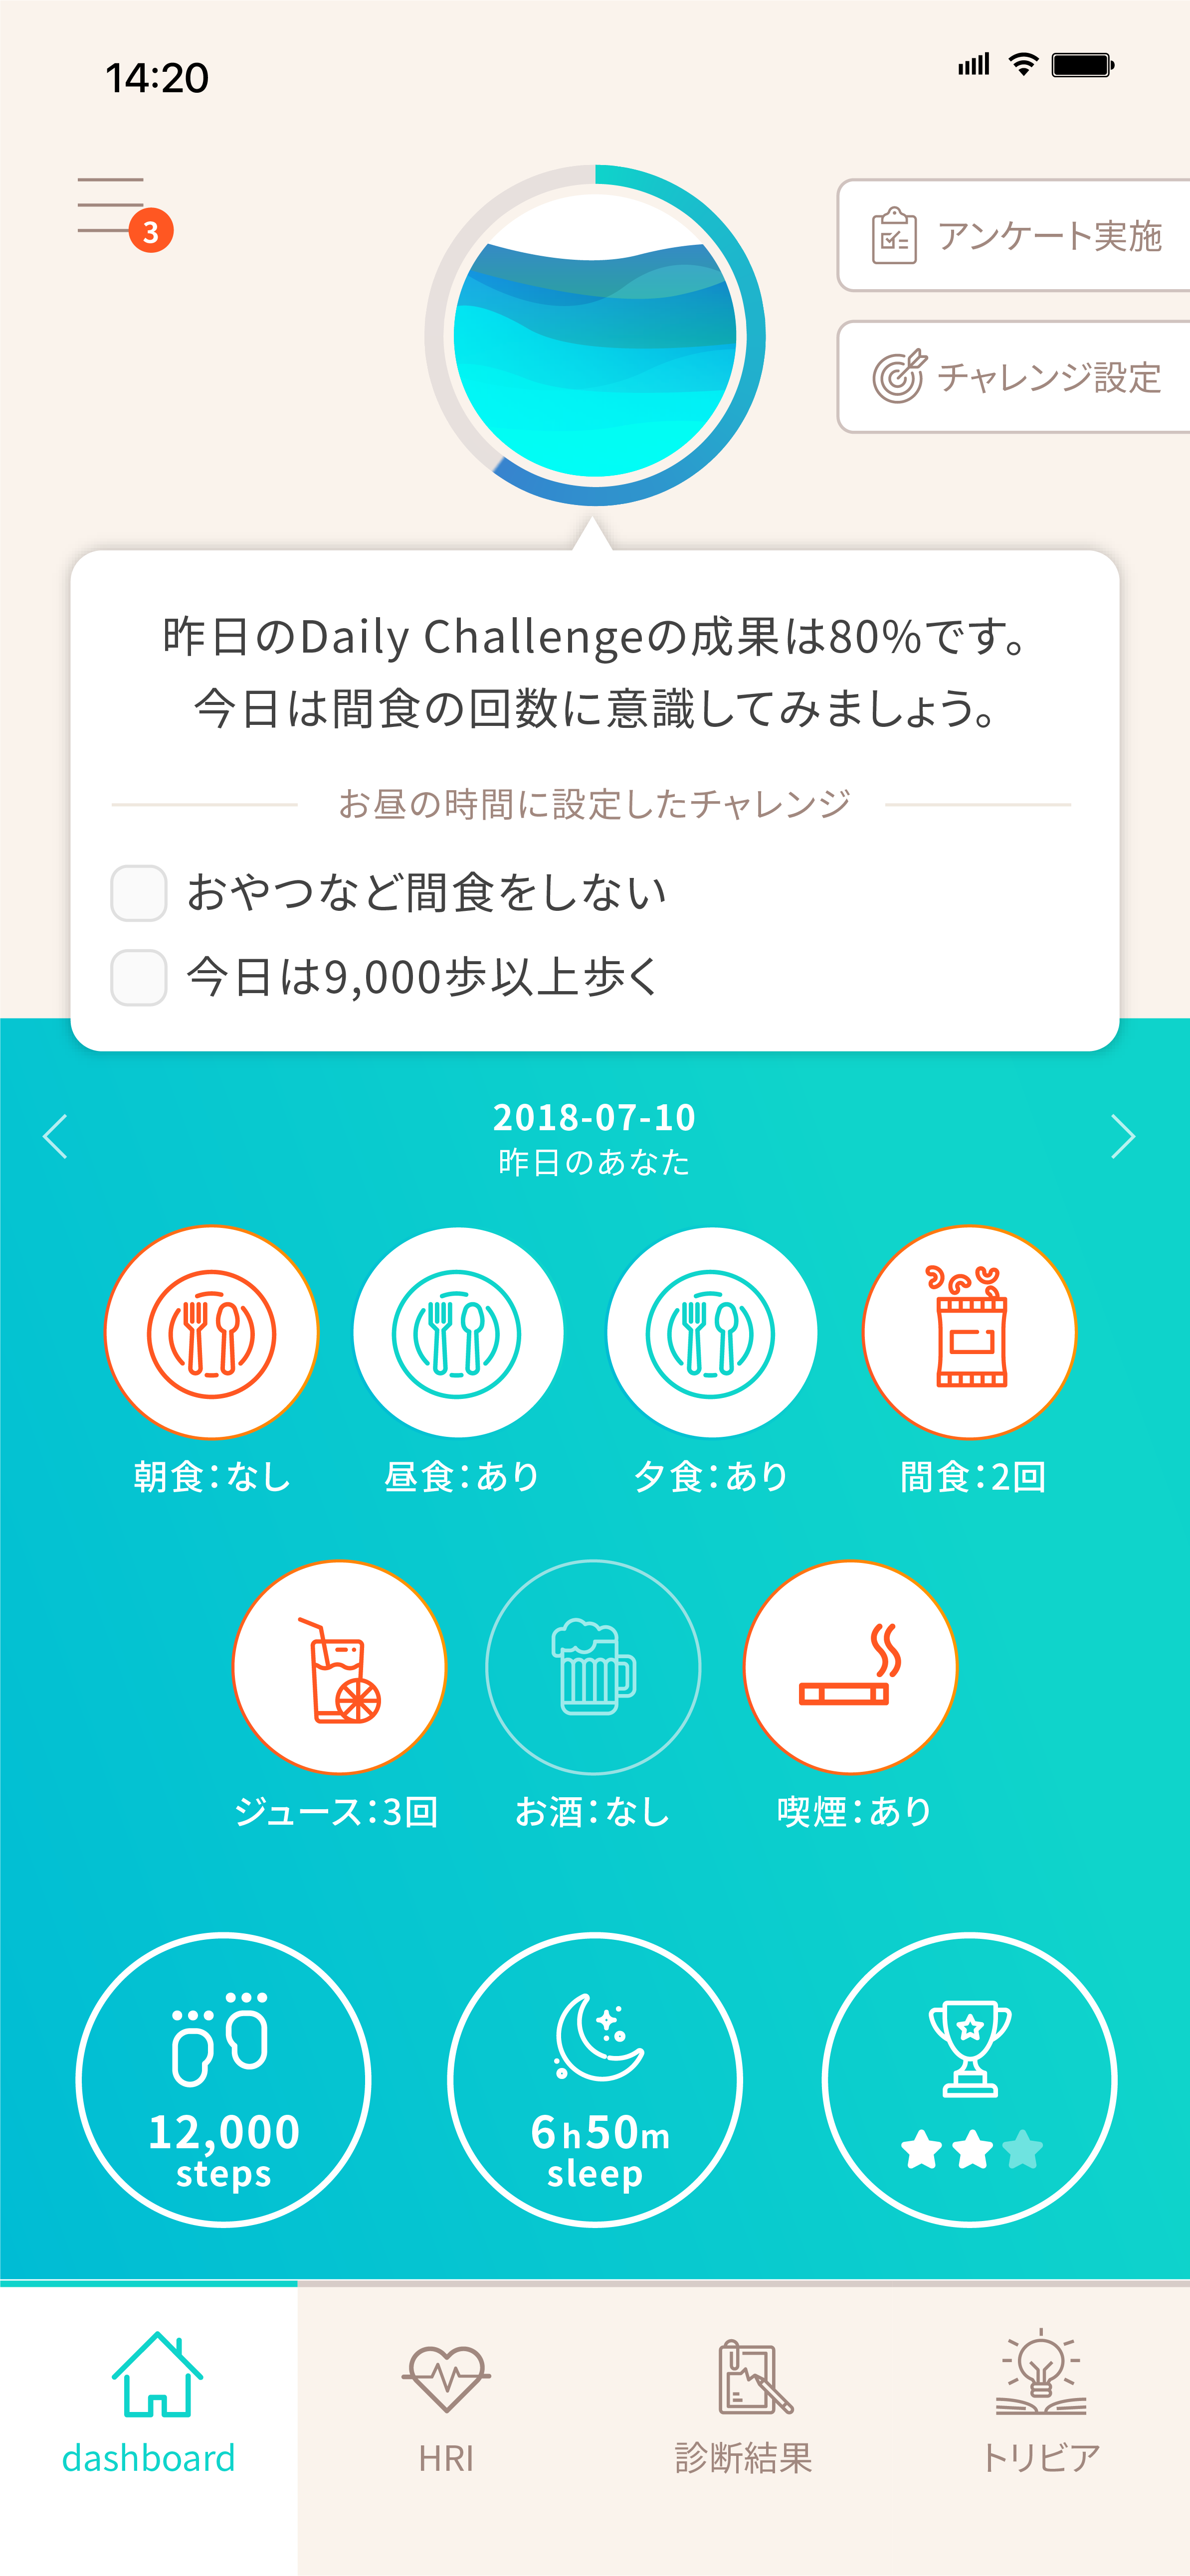 14:20
3
アンケート実施
チャレンジ設定
昨日のDaily Challengeの成果は80%です。
今日は間食の回数に意識してみましょう。
お昼の時間に設定したチャレンジ
おやつなど間食をしない
今日は9,000歩以上歩く
2018-07-10
昨日のあなた
朝食：なし
昼食：あり
夕食：あり
間食：2回
ジュース：3回
お酒：なし
喫煙：あり
12,000
steps
6h50m
sleep
dashboard
HRI
診断結果
トリビア